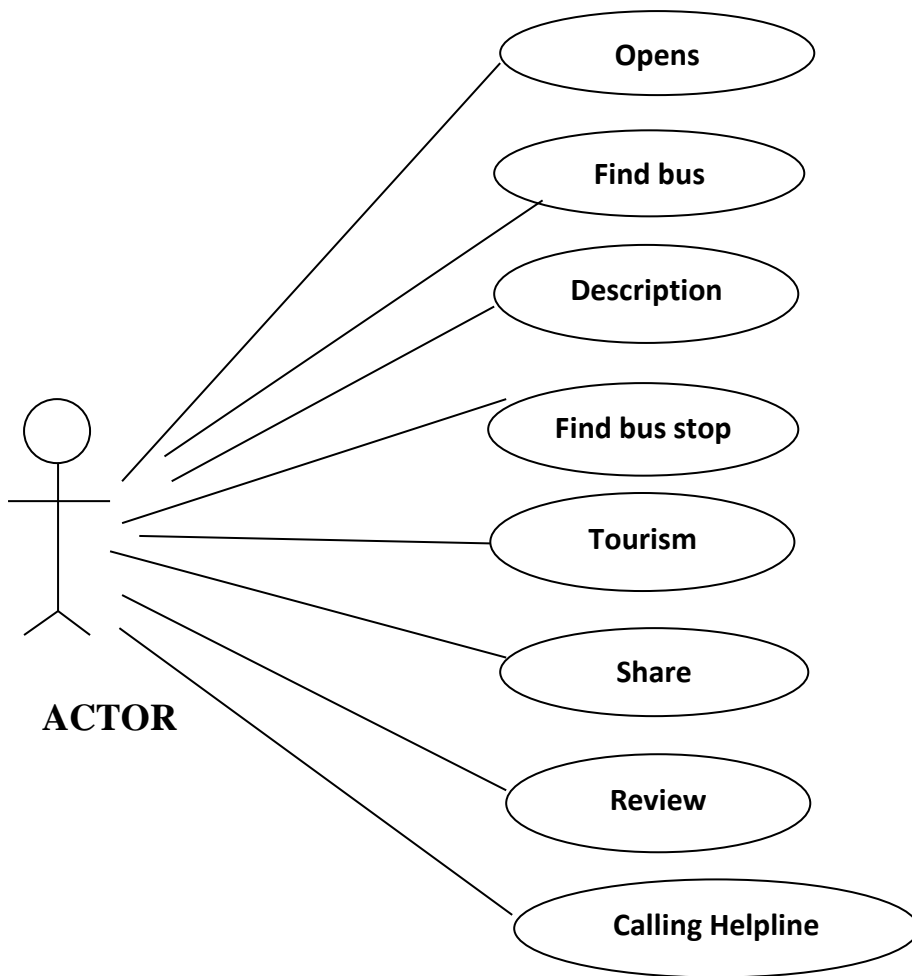 Opens
Find bus
Description
Find bus stop
Tourism
Share
ACTOR
Review
Calling Helpline